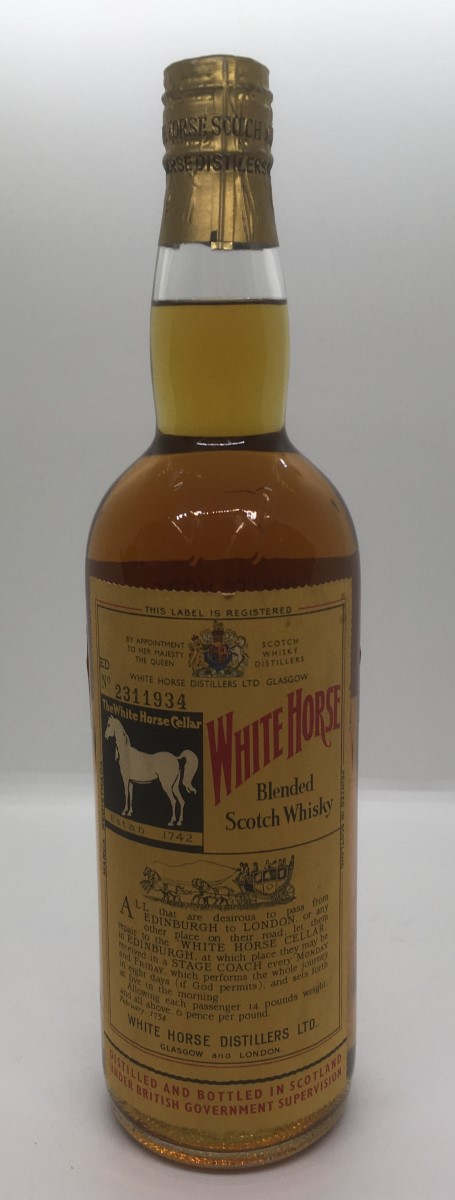 HORSE SCOTCH
HORSE DISTILLERS
THIS LABEL IS REGISTERED
BY APPOINTMENT
TO HER MAJESTY
THE QUEEN
SCOTCH
WHISKY
DISTILLERS
WHITE HORSE DISTILLERS LTD. GLASGOW
ED
Nº 2311934
The White Horse Cellar
Estab. 1742
WHITE HORSE
Blended
Scotch Whisky
ALL that are desirous to pass from
EDINBURGH to LONDON, or any
other place on their road, let them
repair to the WHITE HORSE CELLAR,
in EDINBURGH, at which place they may be
received in a STAGE COACH every MONDAY
and FRIDAY, which performs the whole journey
in eight days (if God permits), and sets forth
at five in the morning.
Allowing each passenger 14 pounds weight,
and all above, 6 pence per pound.
February, 1754
WHITE HORSE DISTILLERS LTD.,
GLASGOW and LONDON.
DISTILLED AND BOTTLED IN SCOTLAND
UNDER BRITISH GOVERNMENT SUPERVISION